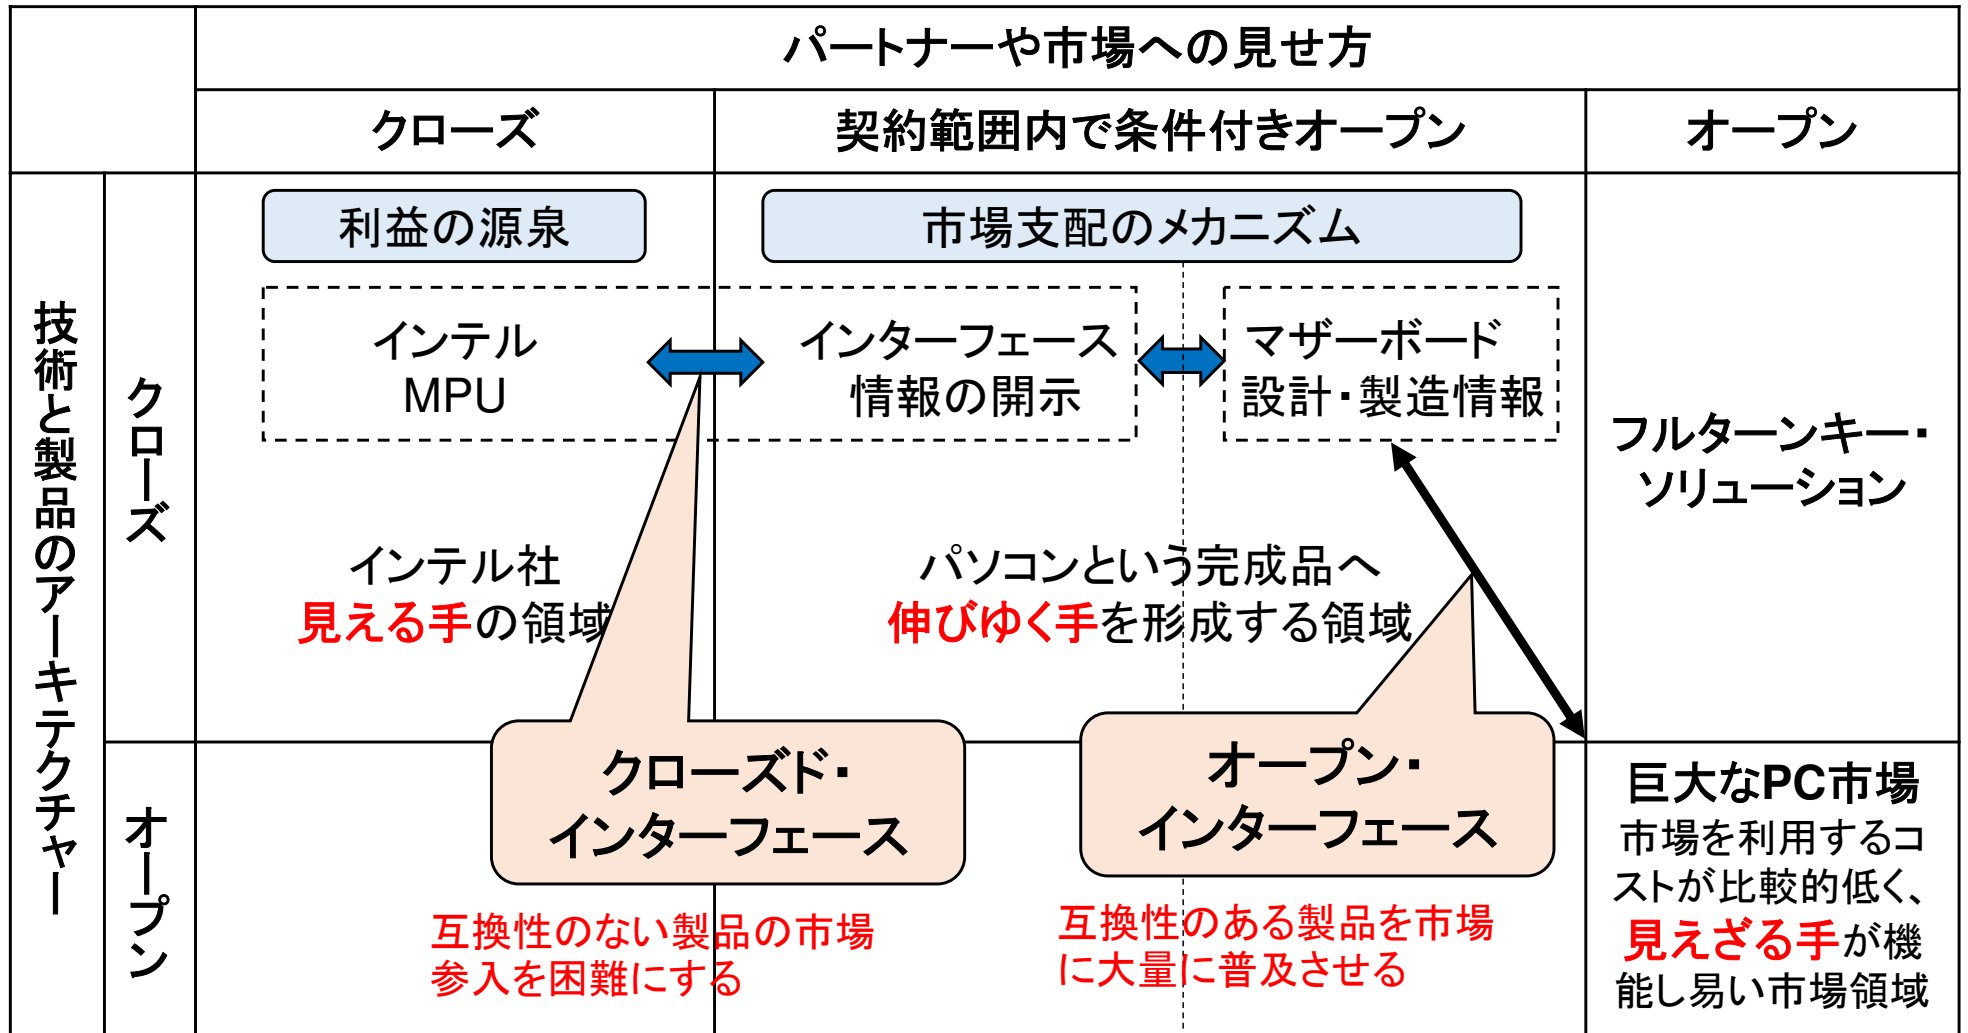 パートナーや市場への見せ方
クローズ
契約範囲内で条件付きオープン
オープン
技術と製品のアーキテクチャー
クローズ
利益の源泉
市場支配のメカニズム
インテル
MPU
インターフェース
情報の開示
マザーボード
設計・製造情報
フルターンキー・
ソリューション
インテル社
見える手の領域
パソコンという完成品へ
伸びゆく手を形成する領域
オープン
クローズド・
インターフェース
オープン・
インターフェース
互換性のない製品の市場
参入を困難にする
互換性のある製品を市場
に大量に普及させる
巨大なPC市場
市場を利用するコ
ストが比較的低く、
見えざる手が機
能し易い市場領域